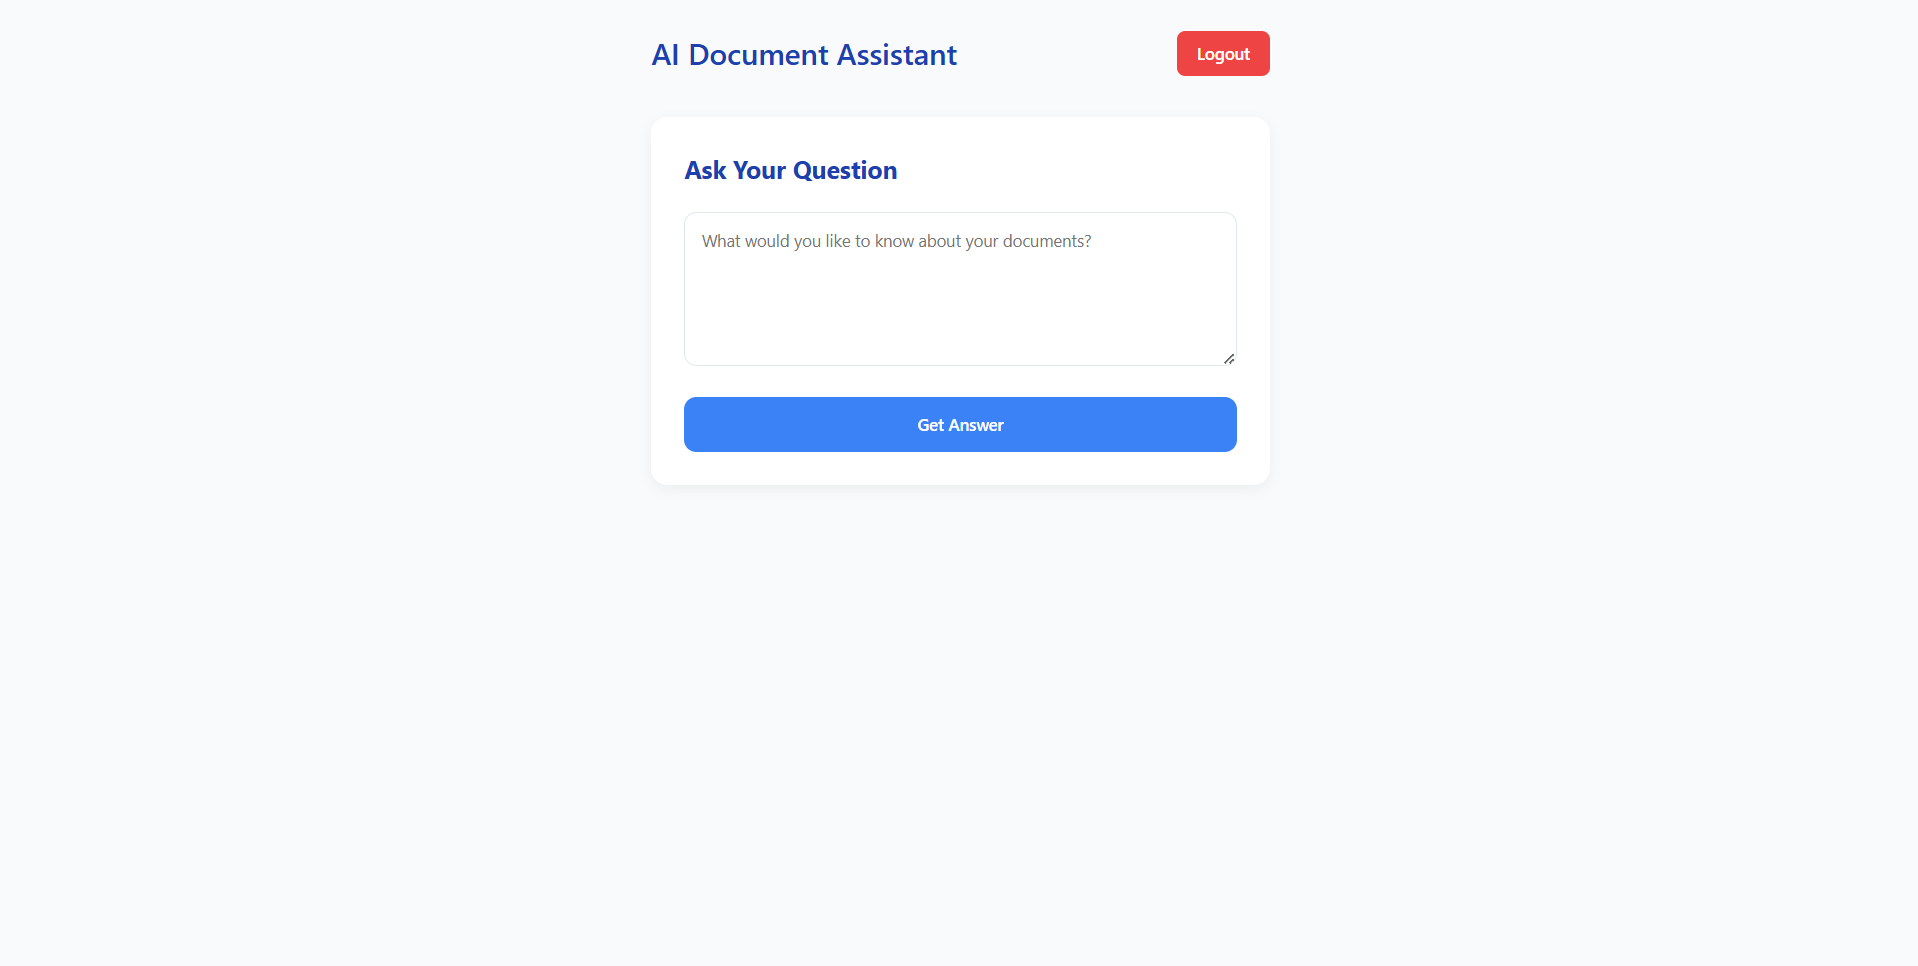 AI Document Assistant
Logout
Ask Your Question
What would you like to know about your documents?
Get Answer